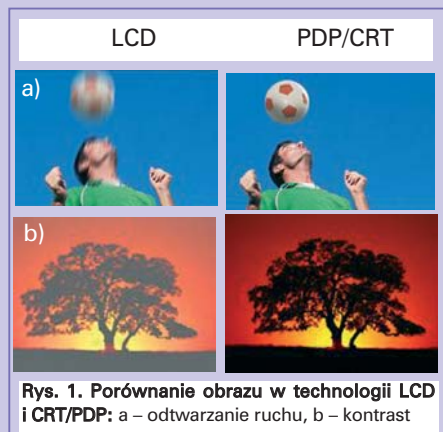 LCD PDP/CRT
a)
b)
Rys. 1. Porównanie obrazu w technologii LCD
i CRT/PDP: a – odtwarzanie ruchu, b – kontrast